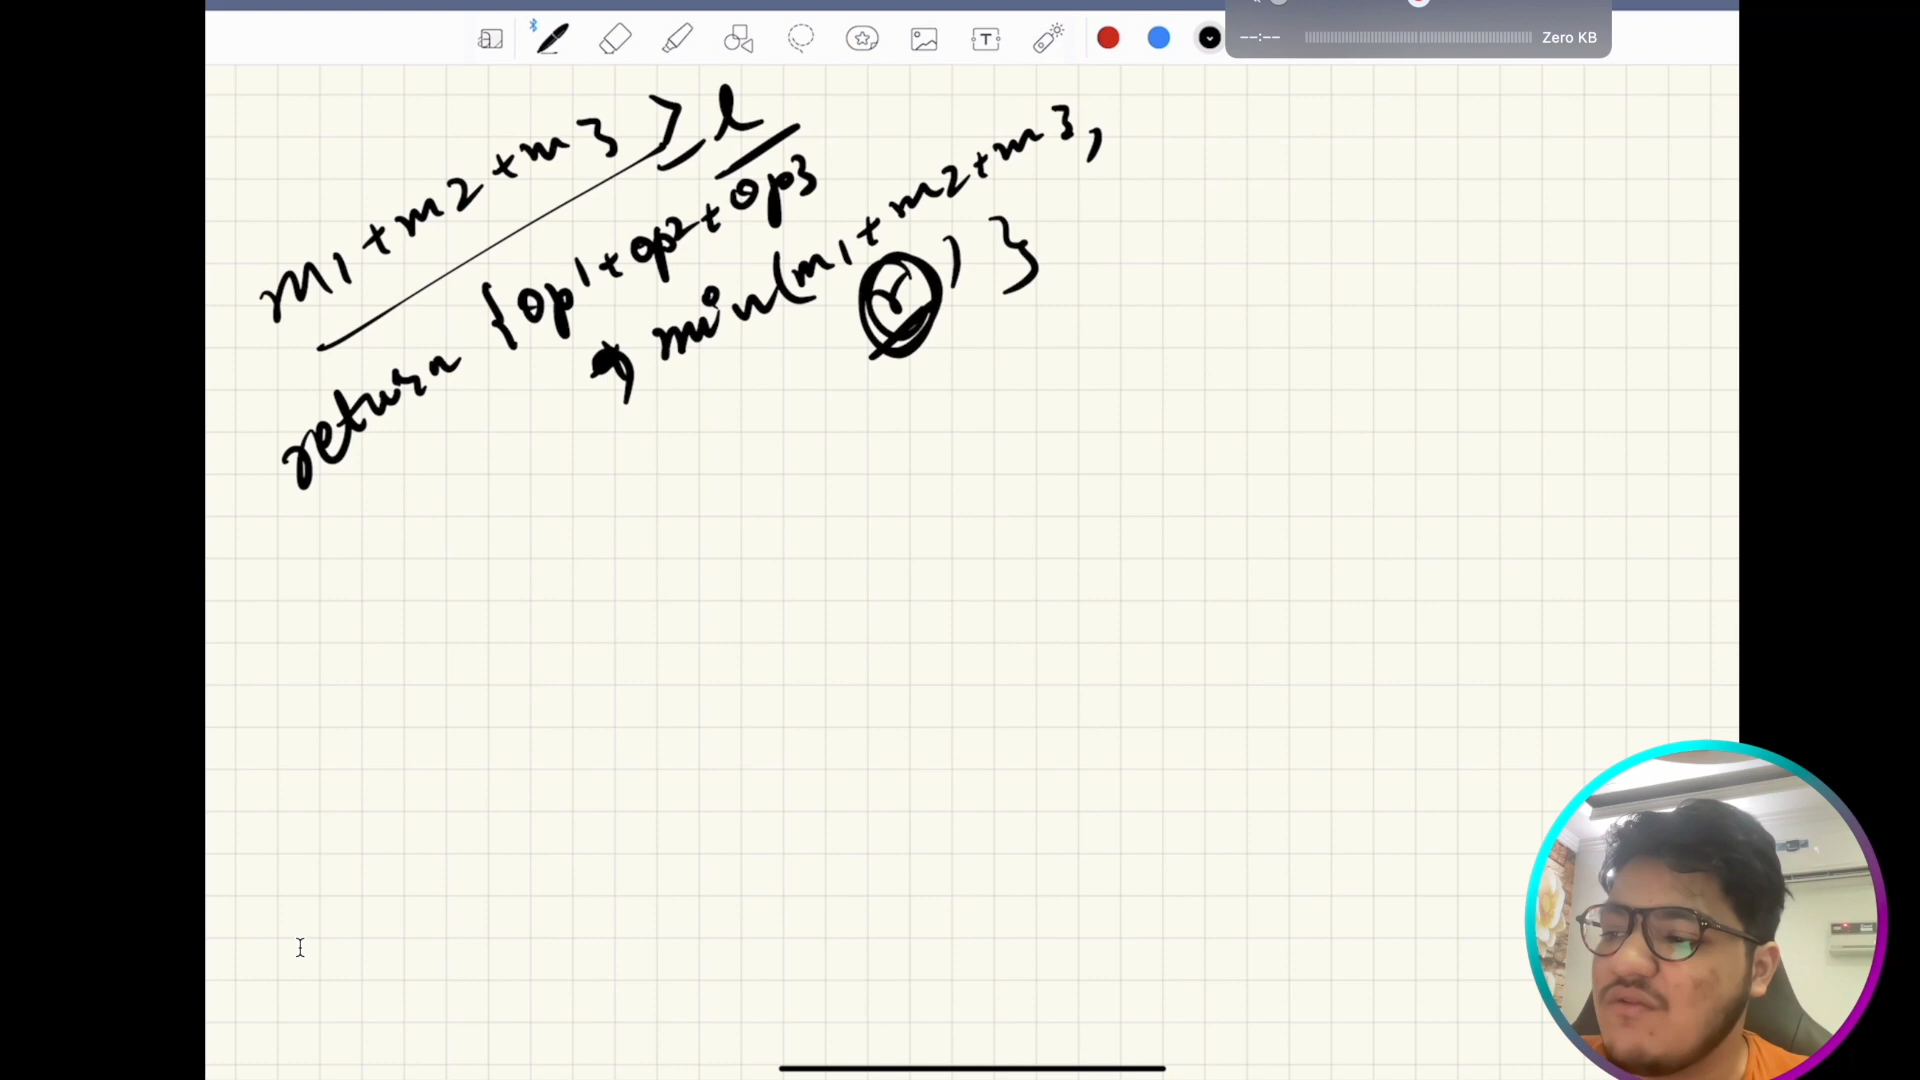 --:-- Zero KB
m1+m2+m3 ≥ l
return {op1+op2+op3
, min(m1+m2+m3,
r)}